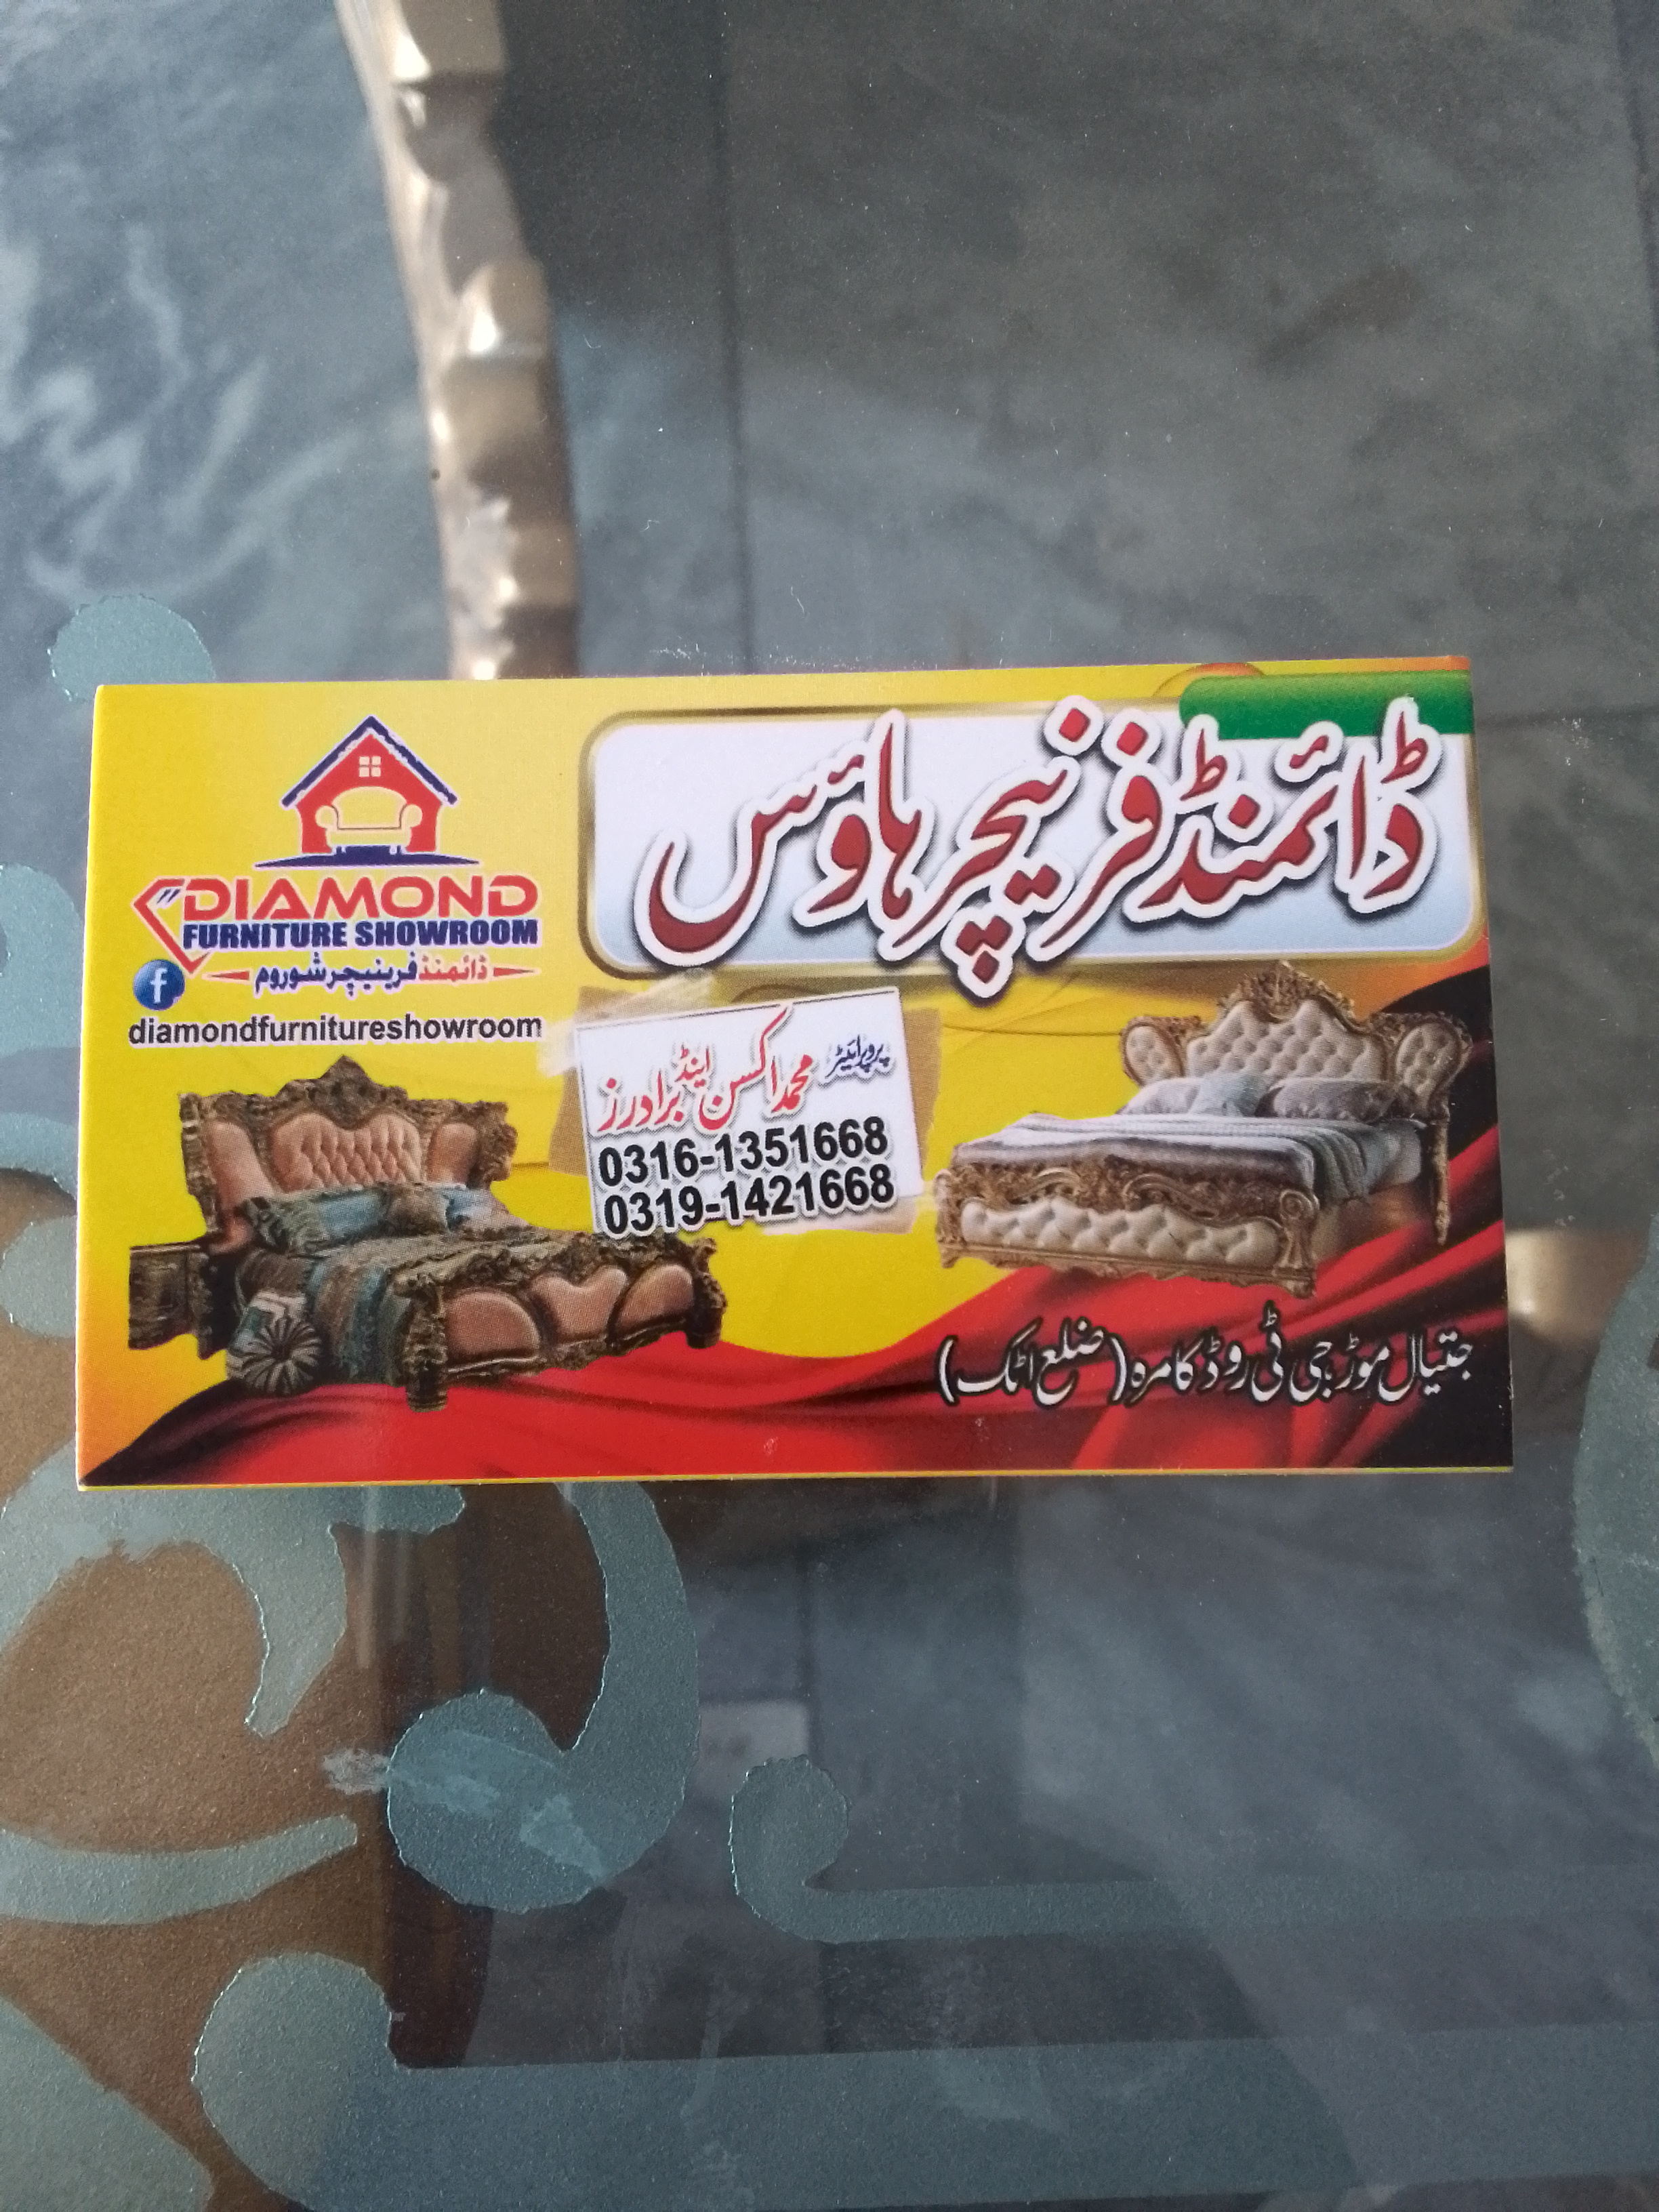 ڈائمنڈ فرنیچر ہاؤس
DIAMOND
FURNITURE SHOWROOM
ڈائمنڈ فرینیچر شوروم
f
diamondfurnitureshowroom
پروپرائیٹر
محمد اکسن اینڈ برادرز
0316-1351668
0319-1421668
جتیال موڑ جی ٹی روڈ کامرہ (ضلع اٹک)